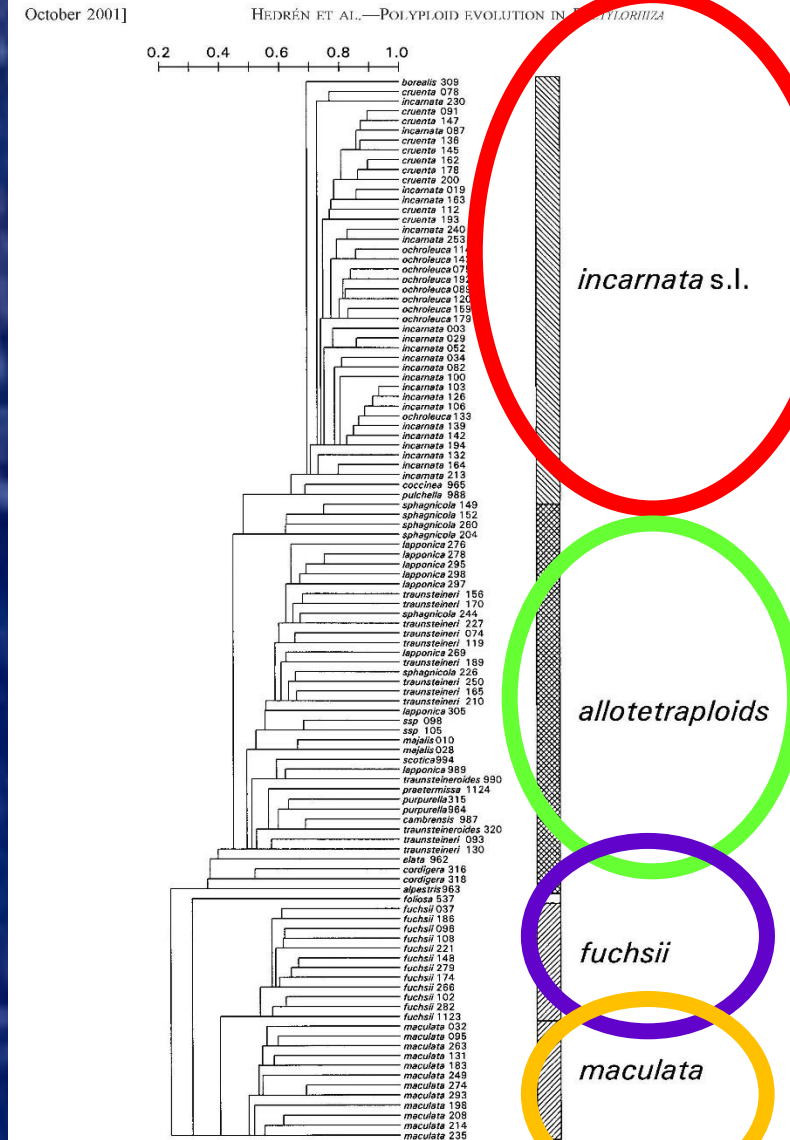 October 2001]
HEDRÉN ET AL.—POLYPLOID EVOLUTION IN DACTYLORHIZA
0.2 0.4 0.6 0.8 1.0
borealis 309
cruenta 078
incarnata 230
cruenta 091
cruenta 147
incarnata 087
cruenta 136
cruenta 145
cruenta 162
cruenta 178
cruenta 200
incarnata 019
incarnata 163
cruenta 112
cruenta 193
incarnata 240
incarnata 253
ochroleuca 114
ochroleuca 143
ochroleuca 075
ochroleuca 192
ochroleuca 089
ochroleuca 120
ochroleuca 159
ochroleuca 179
incarnata 003
incarnata 029
incarnata 052
incarnata 034
incarnata 082
incarnata 100
incarnata 103
incarnata 126
incarnata 106
ochroleuca 133
incarnata 139
incarnata 142
incarnata 194
incarnata 132
incarnata 164
incarnata 213
coccinea 965
pulchella 988
sphagnicola 149
sphagnicola 152
sphagnicola 260
sphagnicola 204
lapponica 276
lapponica 278
lapponica 295
lapponica 298
lapponica 297
traunsteineri 156
traunsteineri 170
sphagnicola 244
traunsteineri 227
traunsteineri 074
traunsteineri 119
lapponica 269
traunsteineri 189
sphagnicola 226
traunsteineri 250
traunsteineri 165
traunsteineri 210
lapponica 305
ssp 098
ssp 105
majalis 010
majalis 028
scotica 994
lapponica 989
traunsteineroides 990
praetermissa 1124
purpurella 315
purpurella 964
cambrensis 987
traunsteineroides 320
traunsteineri 093
traunsteineri 130
elata 962
cordigera 316
cordigera 318
alpestris 963
foliosa 537
fuchsii 037
fuchsii 186
fuchsii 096
fuchsii 108
fuchsii 221
fuchsii 148
fuchsii 279
fuchsii 174
fuchsii 266
fuchsii 102
fuchsii 282
fuchsii 1123
maculata 032
maculata 095
maculata 263
maculata 131
maculata 183
maculata 249
maculata 274
maculata 293
maculata 198
maculata 208
maculata 214
maculata 235
incarnata s.l.
allotetraploids
fuchsii
maculata